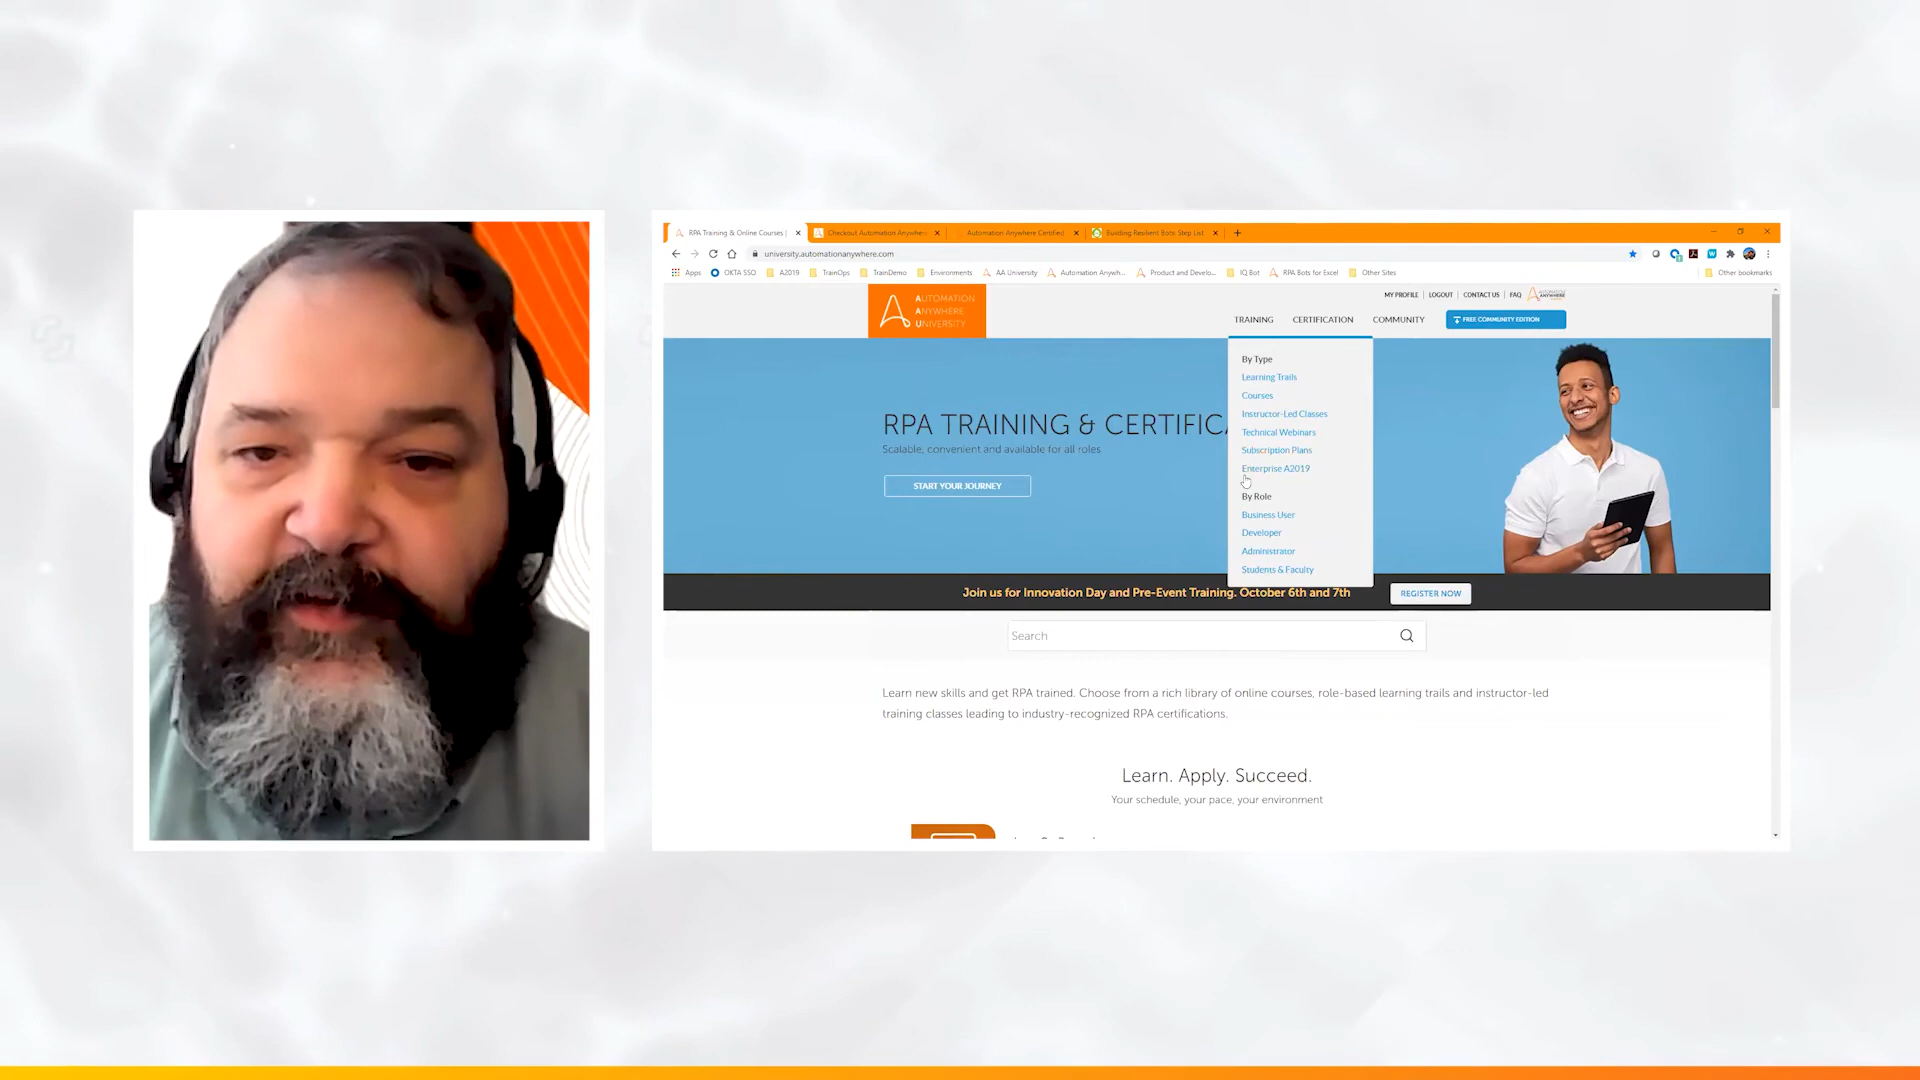 RPA Training & Online Courses |
Checkout Automation Anywhere
Automation Anywhere Certified
Building Resilient Bots: Step List
university.automationanywhere.com
Apps
OKTA SSO
A2019
TrainOps
TrainDemo
Environments
AA University
Automation Anywh...
Product and Develo...
IQ Bot
RPA Bots for Excel
Other Sites
Other bookmarks
AUTOMATION
ANYWHERE
UNIVERSITY
MY PROFILE | LOGOUT | CONTACT US | FAQ
AUTOMATION
ANYWHERE
TRAINING
CERTIFICATION
COMMUNITY
FREE COMMUNITY EDITION
By Type
Learning Trails
Courses
Instructor-Led Classes
Technical Webinars
Subscription Plans
Enterprise A2019
By Role
Business User
Developer
Administrator
Students & Faculty
RPA TRAINING & CERTIFICA
Scalable, convenient and available for all roles
START YOUR JOURNEY
Join us for Innovation Day and Pre-Event Training. October 6th and 7th
REGISTER NOW
Search
Learn new skills and get RPA trained. Choose from a rich library of online courses, role-based learning trails and instructor-led
training classes leading to industry-recognized RPA certifications.
Learn. Apply. Succeed.
Your schedule, your pace, your environment